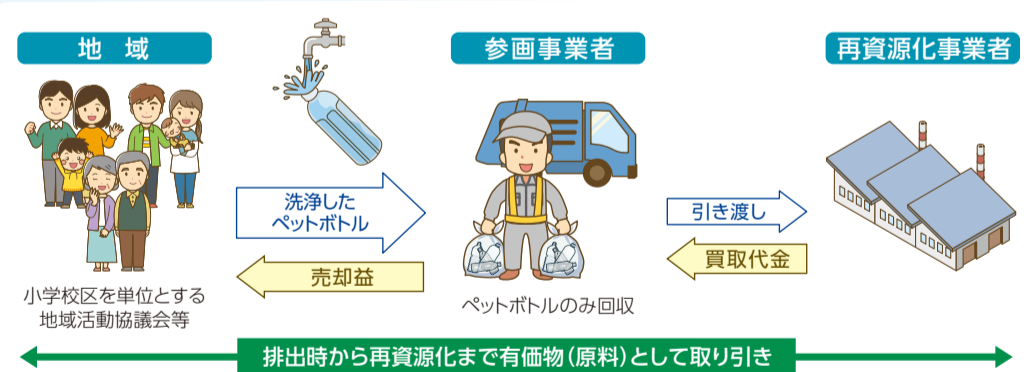 地域
参画事業者
再資源化事業者
洗浄した
ペットボトル
引き渡し
売却益
買取代金
小学校区を単位とする
地域活動協議会等
ペットボトルのみ回収
排出時から再資源化まで有価物（原料）として取り引き